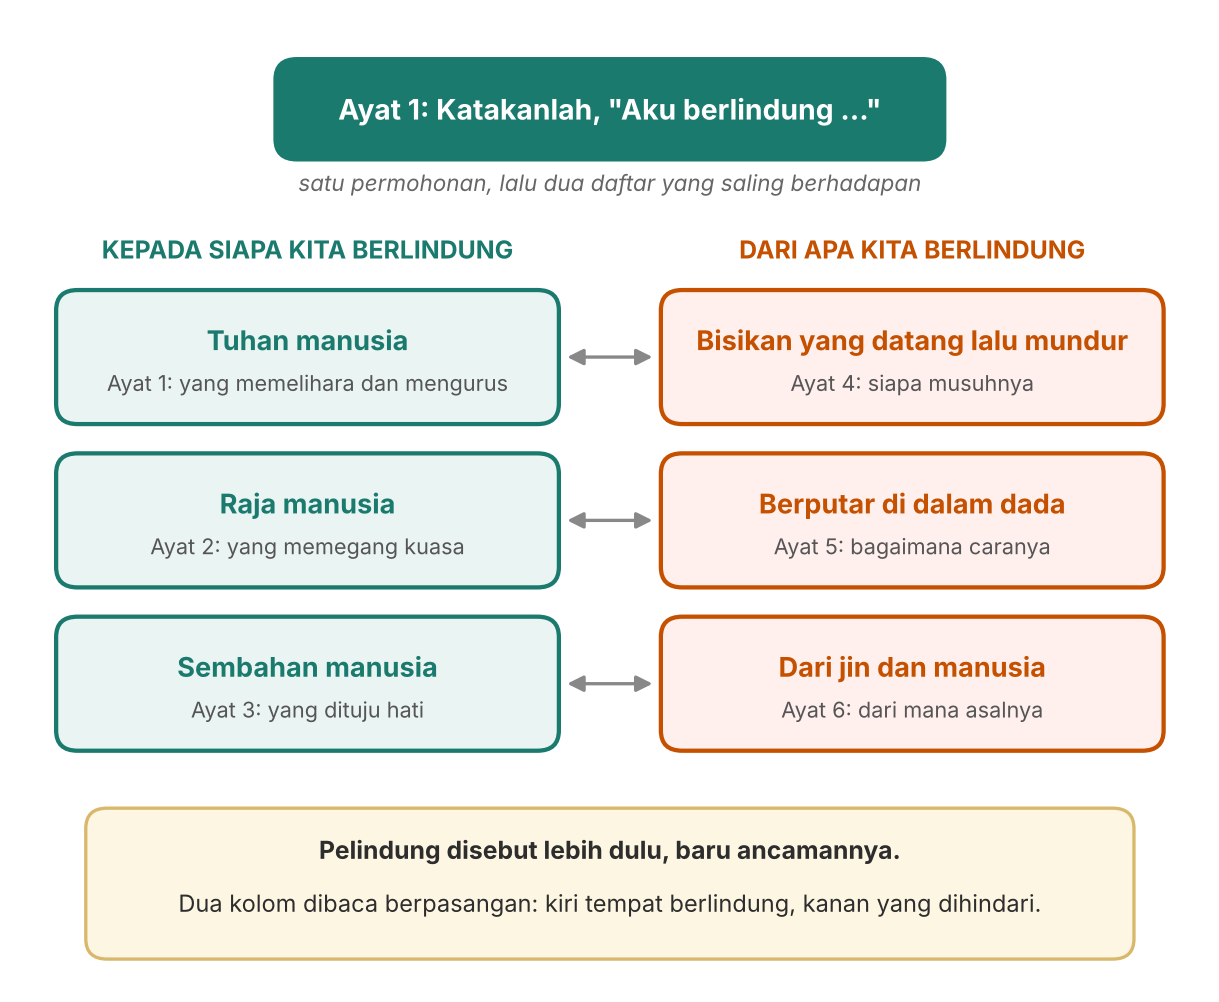 Ayat 1: Katakanlah, "Aku berlindung ..."
satu permohonan, lalu dua daftar yang saling berhadapan
KEPADA SIAPA KITA BERLINDUNG
DARI APA KITA BERLINDUNG
Tuhan manusia
Ayat 1: yang memelihara dan mengurus
Bisikan yang datang lalu mundur
Ayat 4: siapa musuhnya
Raja manusia
Ayat 2: yang memegang kuasa
Berputar di dalam dada
Ayat 5: bagaimana caranya
Sembahan manusia
Ayat 3: yang dituju hati
Dari jin dan manusia
Ayat 6: dari mana asalnya
Pelindung disebut lebih dulu, baru ancamannya.
Dua kolom dibaca berpasangan: kiri tempat berlindung, kanan yang dihindari.